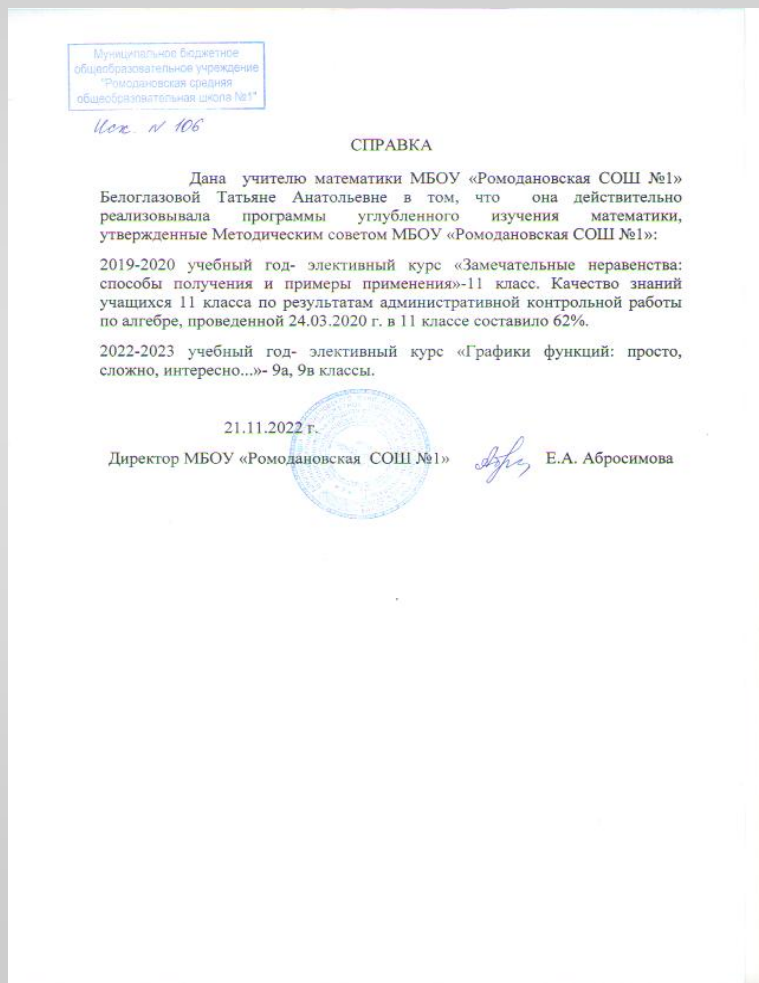 Муниципальное бюджетное
общеобразовательное учреждение
"Ромодановская средняя
общеобразовательная школа №1"
Исх. N 106
СПРАВКА
Дана учителю математики МБОУ «Ромодановская СОШ №1»
Белоглазовой Татьяне Анатольевне в том, что она действительно
реализовывала программы углубленного изучения математики,
утвержденные Методическим советом МБОУ «Ромодановская СОШ №1»:
2019-2020 учебный год- элективный курс «Замечательные неравенства:
способы получения и примеры применения»-11 класс. Качество знаний
учащихся 11 класса по результатам административной контрольной работы
по алгебре, проведенной 24.03.2020 г. в 11 классе составило 62%.
2022-2023 учебный год- элективный курс «Графики функций: просто,
сложно, интересно...»- 9а, 9в классы.
21.11.2022 г.
Директор МБОУ «Ромодановская СОШ №1» Е.А. Абросимова